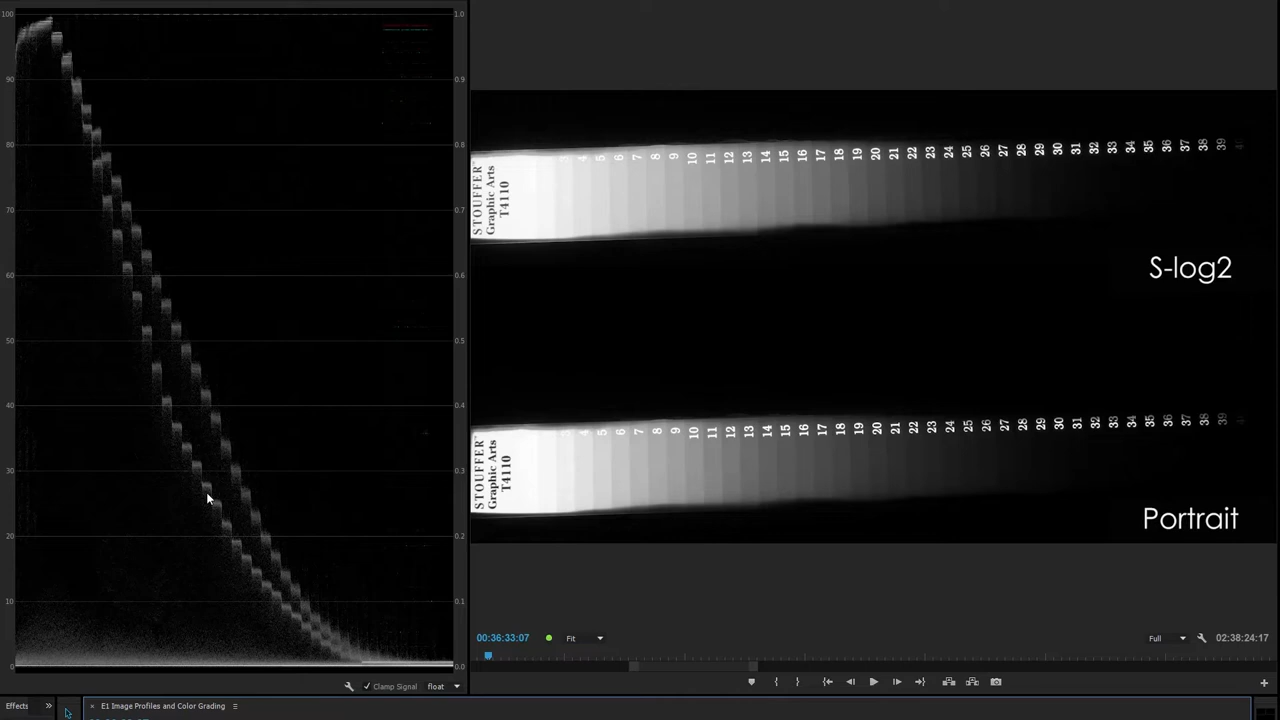 100
90
80
70
60
50
40
30
20
10
0
1.0
0.9
0.8
0.7
0.6
0.5
0.4
0.3
0.2
0.1
0.0
Clamp Signal
float
STOUFFER™
Graphic Arts
T4110
3 4 5 6 7 8 9 10 11 12 13 14 15 16 17 18 19 20 21 22 23 24 25 26 27 28 29 30 31 32 33 34 35 36 37 38 39
S-log2
STOUFFER™
Graphic Arts
T4110
3 4 5 6 7 8 9 10 11 12 13 14 15 16 17 18 19 20 21 22 23 24 25 26 27 28 29 30 31 32 33 34 35 36 37 38 39
Portrait
00:36:33:07
Fit
Full
02:38:24:17
Effects
E1 Image Profiles and Color Grading